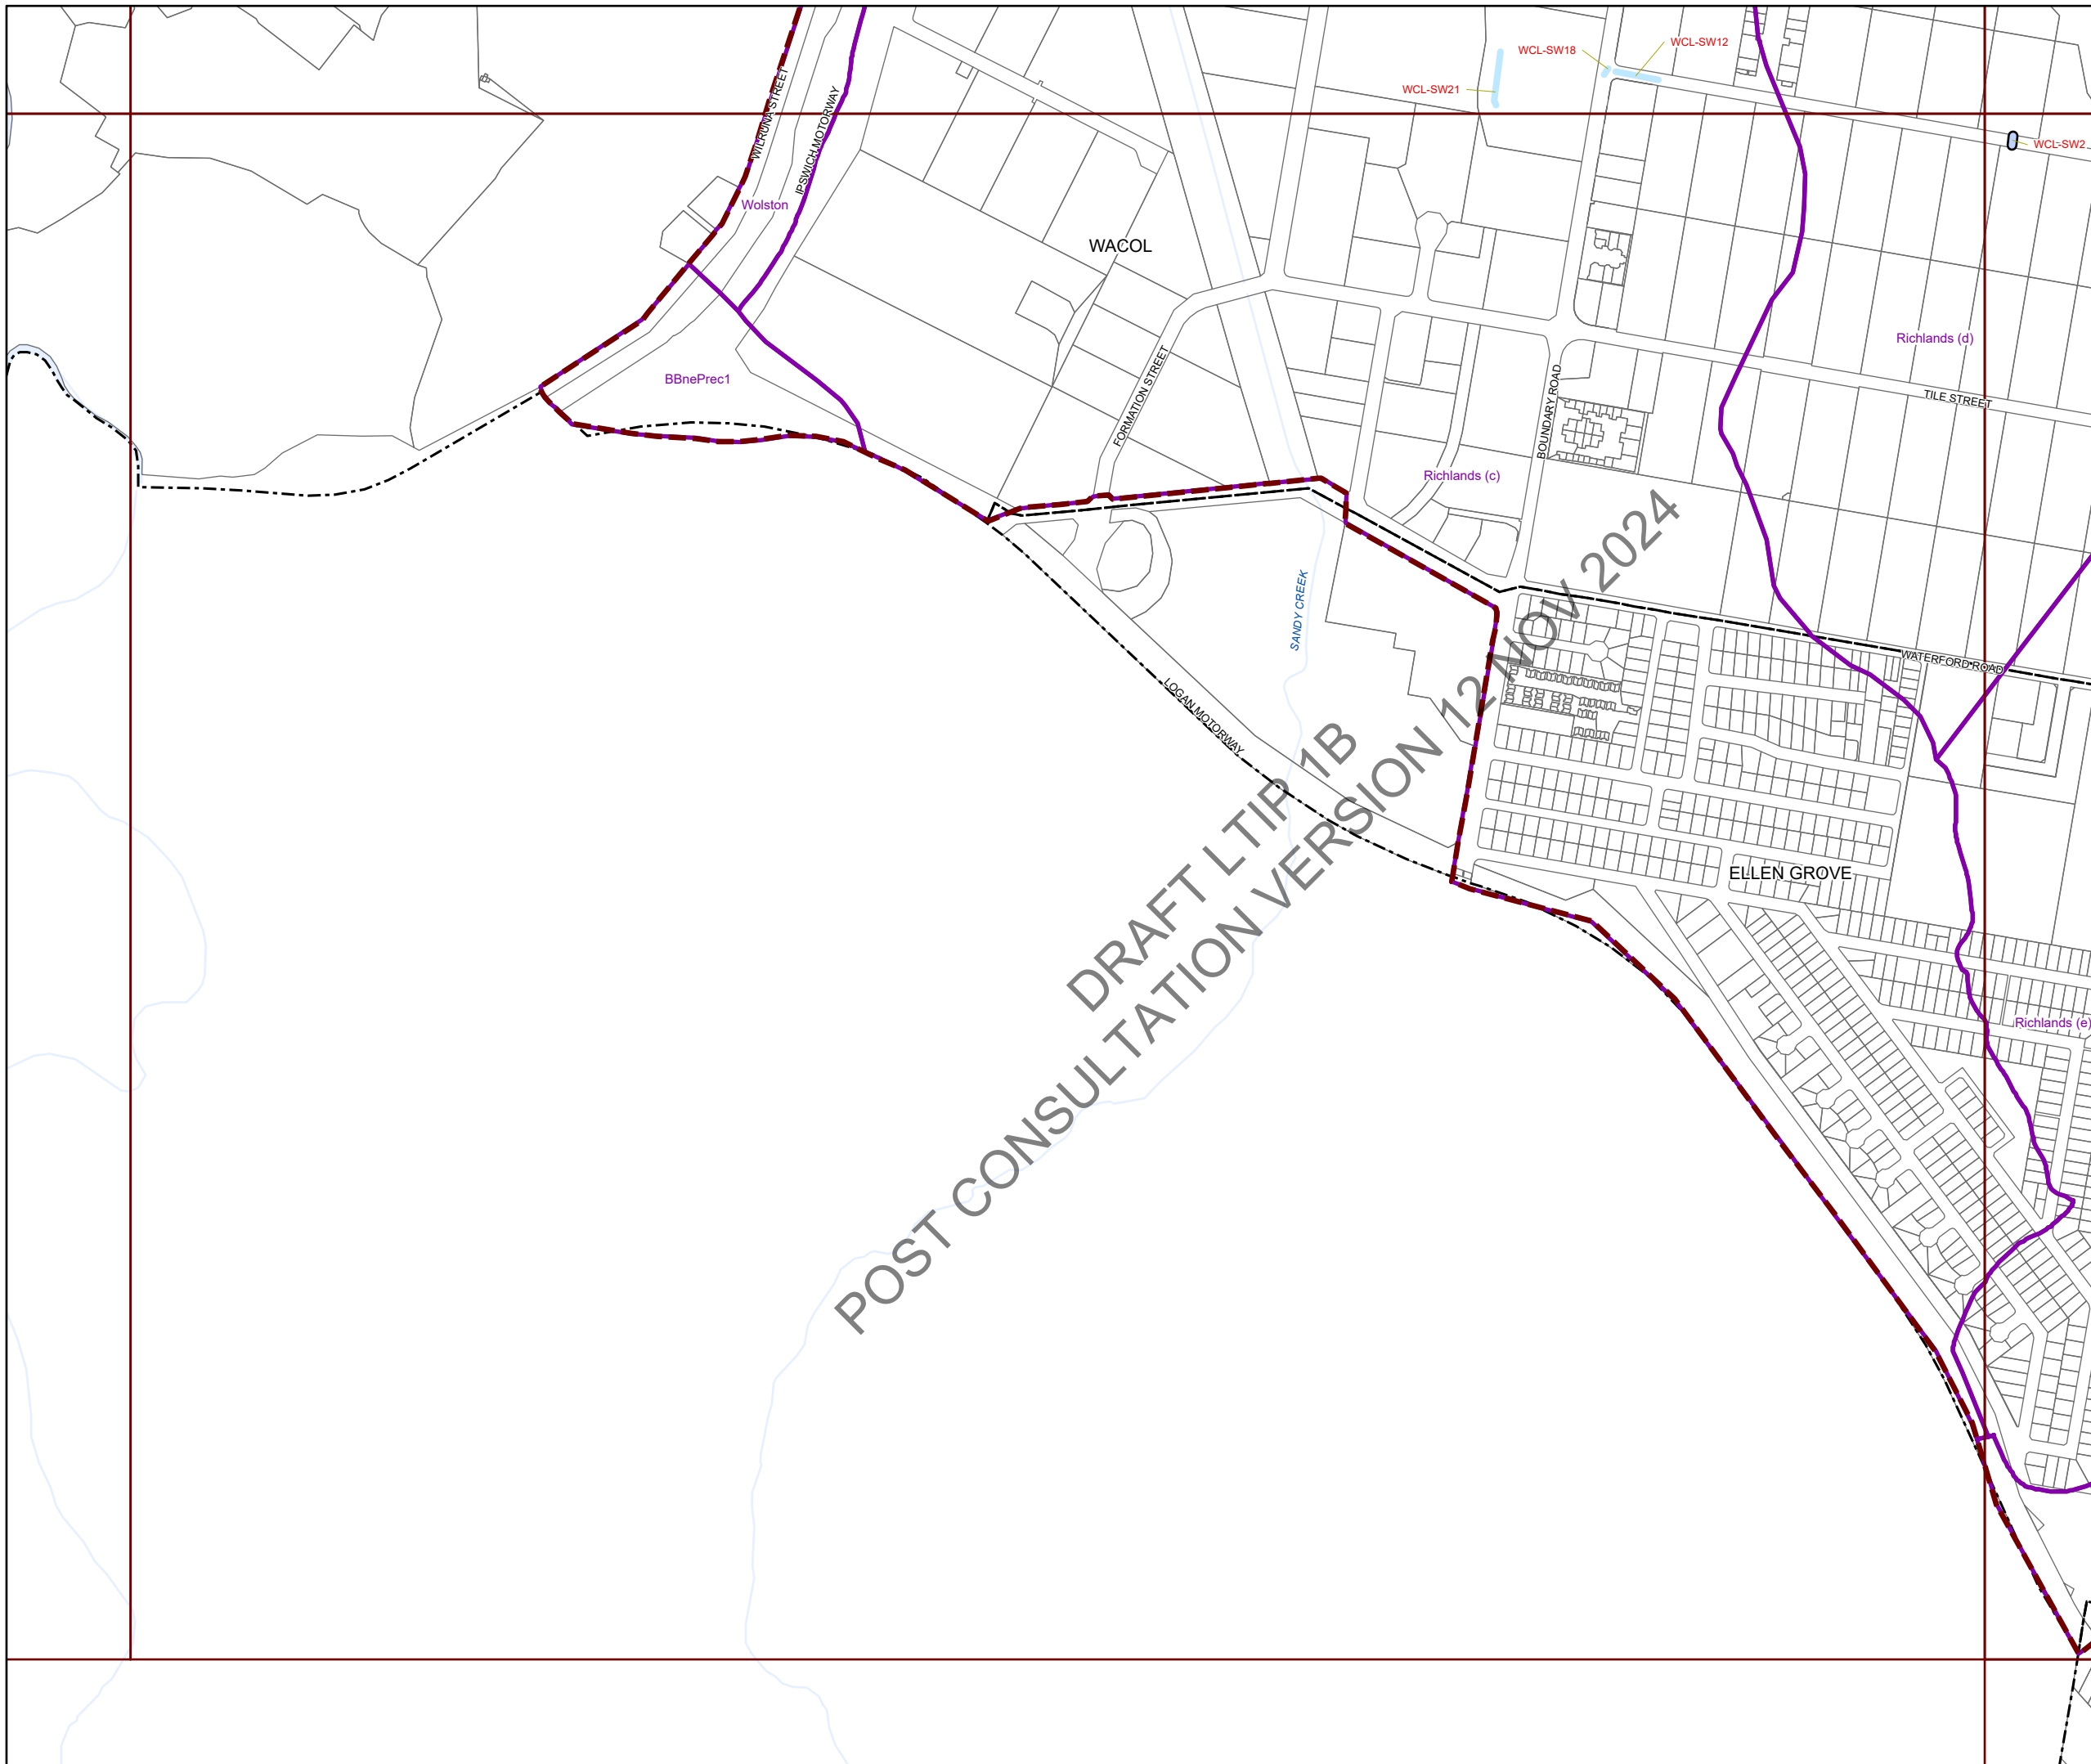 WCL-SW18
WCL-SW12
WCL-SW21
WCL-SW2
WILRUNA STREET
IPSWICH MOTORWAY
Wolston
WACOL
Richlands (d)
BBnePrec1
FORMATION STREET
BOUNDARY ROAD
TILE STREET
Richlands (c)
SANDY CREEK
WATERFORD ROAD
LOGAN MOTORWAY
ELLEN GROVE
Richlands (e)
DRAFT LTIP 1B
POST CONSULTATION VERSION 12 NOV 2024